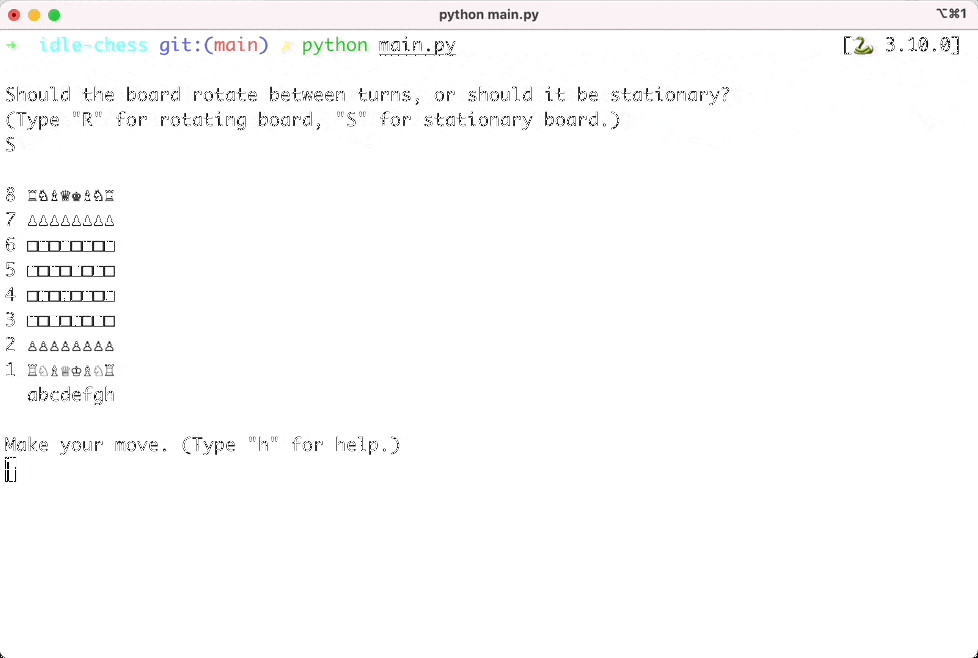 python main.py ⌥⌘1
➜ idle-chess git:(main) ✗ python main.py [🐍 3.10.0]
Should the board rotate between turns, or should it be stationary?
(Type "R" for rotating board, "S" for stationary board.)
S
8 ♖♘♗♛♚♗♘♖
7 ♙♙♙♙♙♙♙♙
6 □□□□□□□□
5 □□□□□□□□
4 □□□□□□□□
3 □□□□□□□□
2 ♙♙♙♙♙♙♙♙
1 ♖♘♗♕♔♗♘♖
abcdefgh
Make your move. (Type "h" for help.)